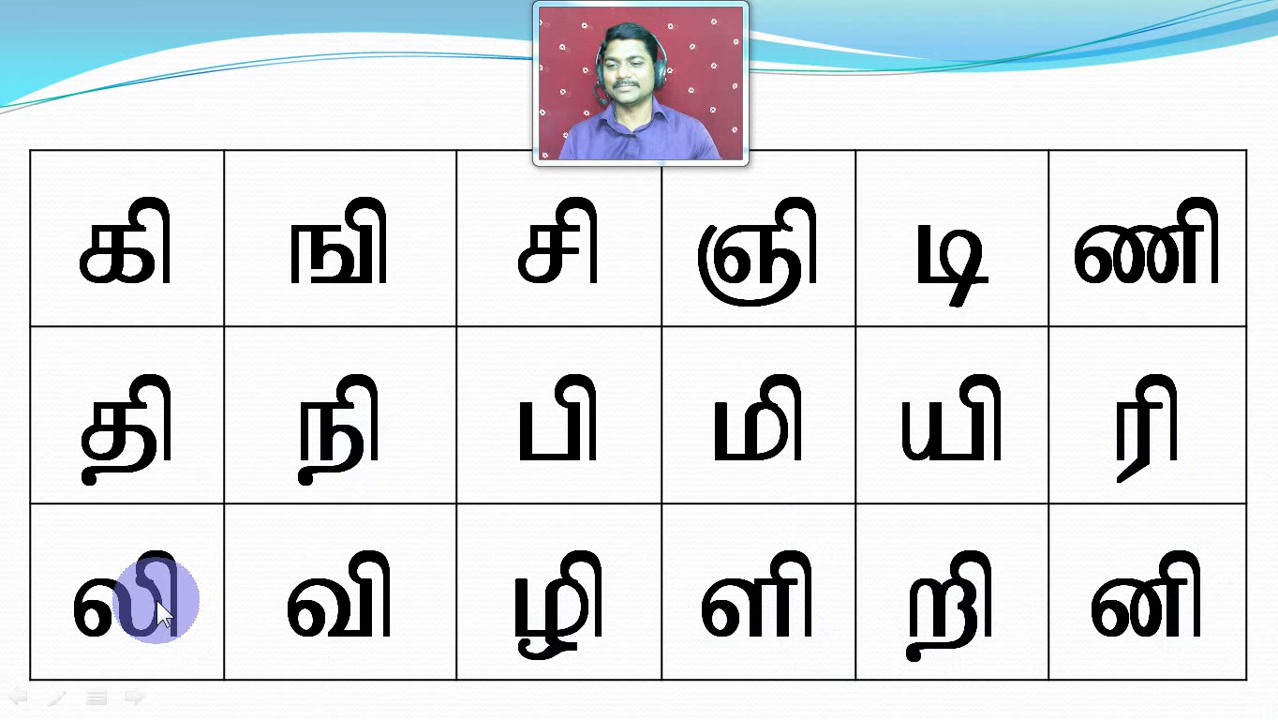 கி ஙி சி ஞி டி ணி
தி நி பி மி யி ரி
லி வி ழி ளி றி னி